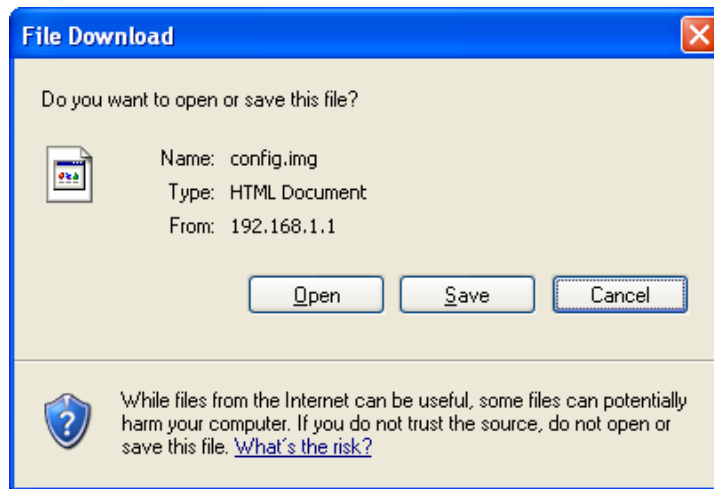 File Download
Do you want to open or save this file?
Name: config.img
Type: HTML Document
From: 192.168.1.1
Open Save Cancel
While files from the Internet can be useful, some files can potentially
harm your computer. If you do not trust the source, do not open or
save this file. What's the risk?